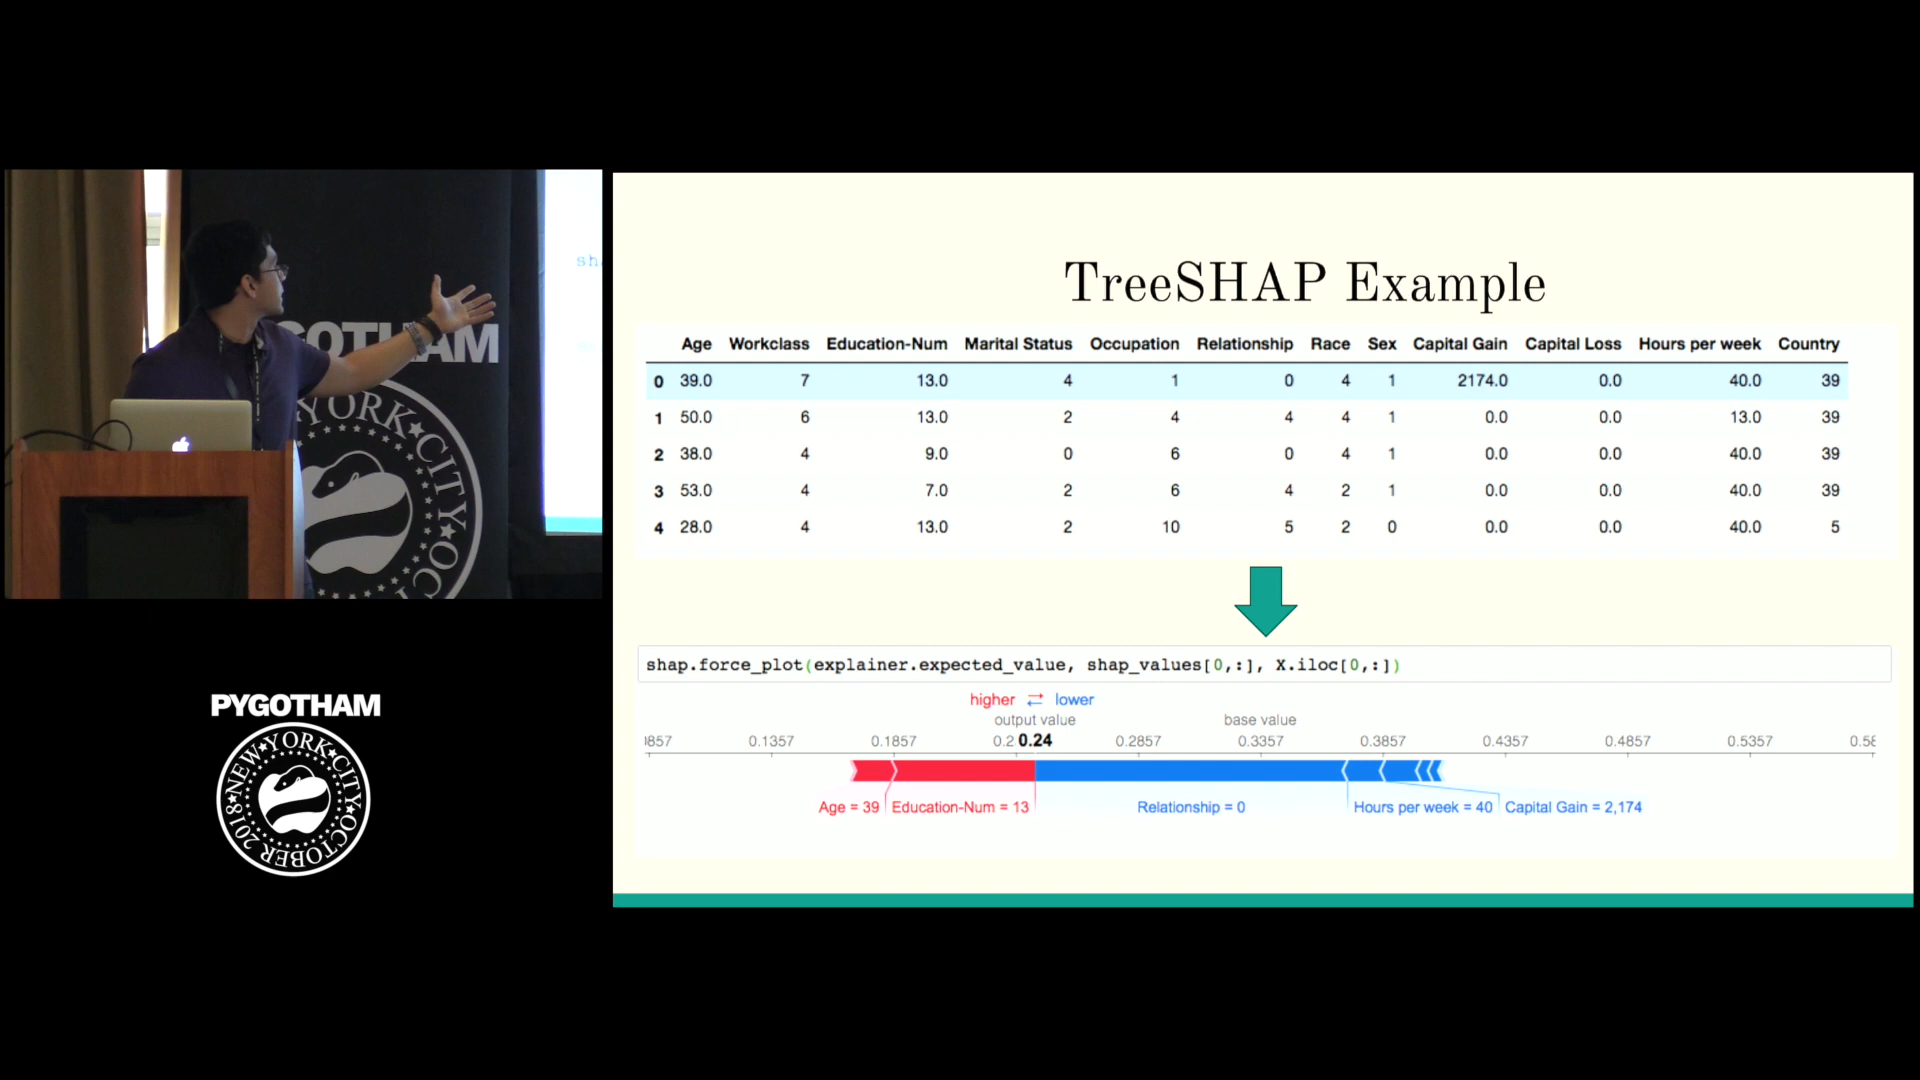 TreeSHAP Example
Age Workclass Education-Num Marital Status Occupation Relationship Race Sex Capital Gain Capital Loss Hours per week Country
0 39.0 7 13.0 4 1 0 4 1 2174.0 0.0 40.0 39
1 50.0 6 13.0 2 4 4 4 1 0.0 0.0 13.0 39
2 38.0 4 9.0 0 6 0 4 1 0.0 0.0 40.0 39
3 53.0 4 7.0 2 6 4 2 1 0.0 0.0 40.0 39
4 28.0 4 13.0 2 10 5 2 0 0.0 0.0 40.0 5
shap.force_plot(explainer.expected_value, shap_values[0,:], X.iloc[0,:])
higher ⇄ lower
output value base value
0.1357 0.1857 0.2 0.24 0.2857 0.3357 0.3857 0.4357 0.4857 0.5357
Age = 39 Education-Num = 13 Relationship = 0 Hours per week = 40 Capital Gain = 2,174
sh
GOTHAM
YORK★CITY★OC
PYGOTHAM
NEW★YORK★CITY★OCTOBER 2018★